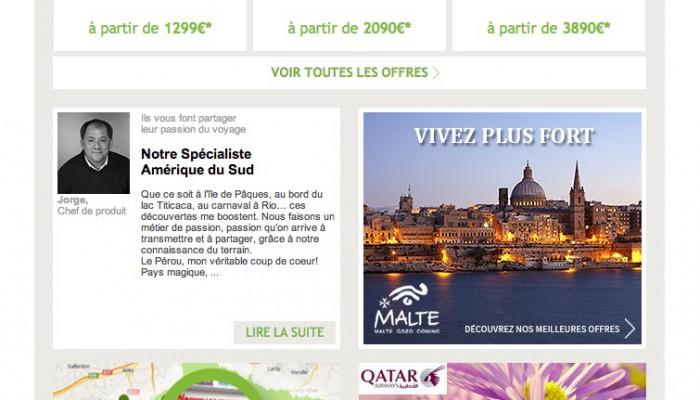 à partir de 1299€*
à partir de 2090€*
à partir de 3890€*
VOIR TOUTES LES OFFRES >
Ils vous font partager
leur passion du voyage
Notre Spécialiste
Amérique du Sud
Jorge,
Chef de produit
Que ce soit à l'île de Pâques, au bord du
lac Titicaca, au carnaval à Rio... ces
découvertes me boostent. Nous faisons un
métier de passion, passion qu'on arrive à
transmettre et à partager, grâce à notre
connaissance du terrain.
Le Pérou, mon véritable coup de coeur!
Pays magique, ...
LIRE LA SUITE
VIVEZ PLUS FORT
MALTE
MALTE GOZO COMINO
DÉCOUVREZ NOS MEILLEURES OFFRES
QATAR
AIRWAYS القطرية